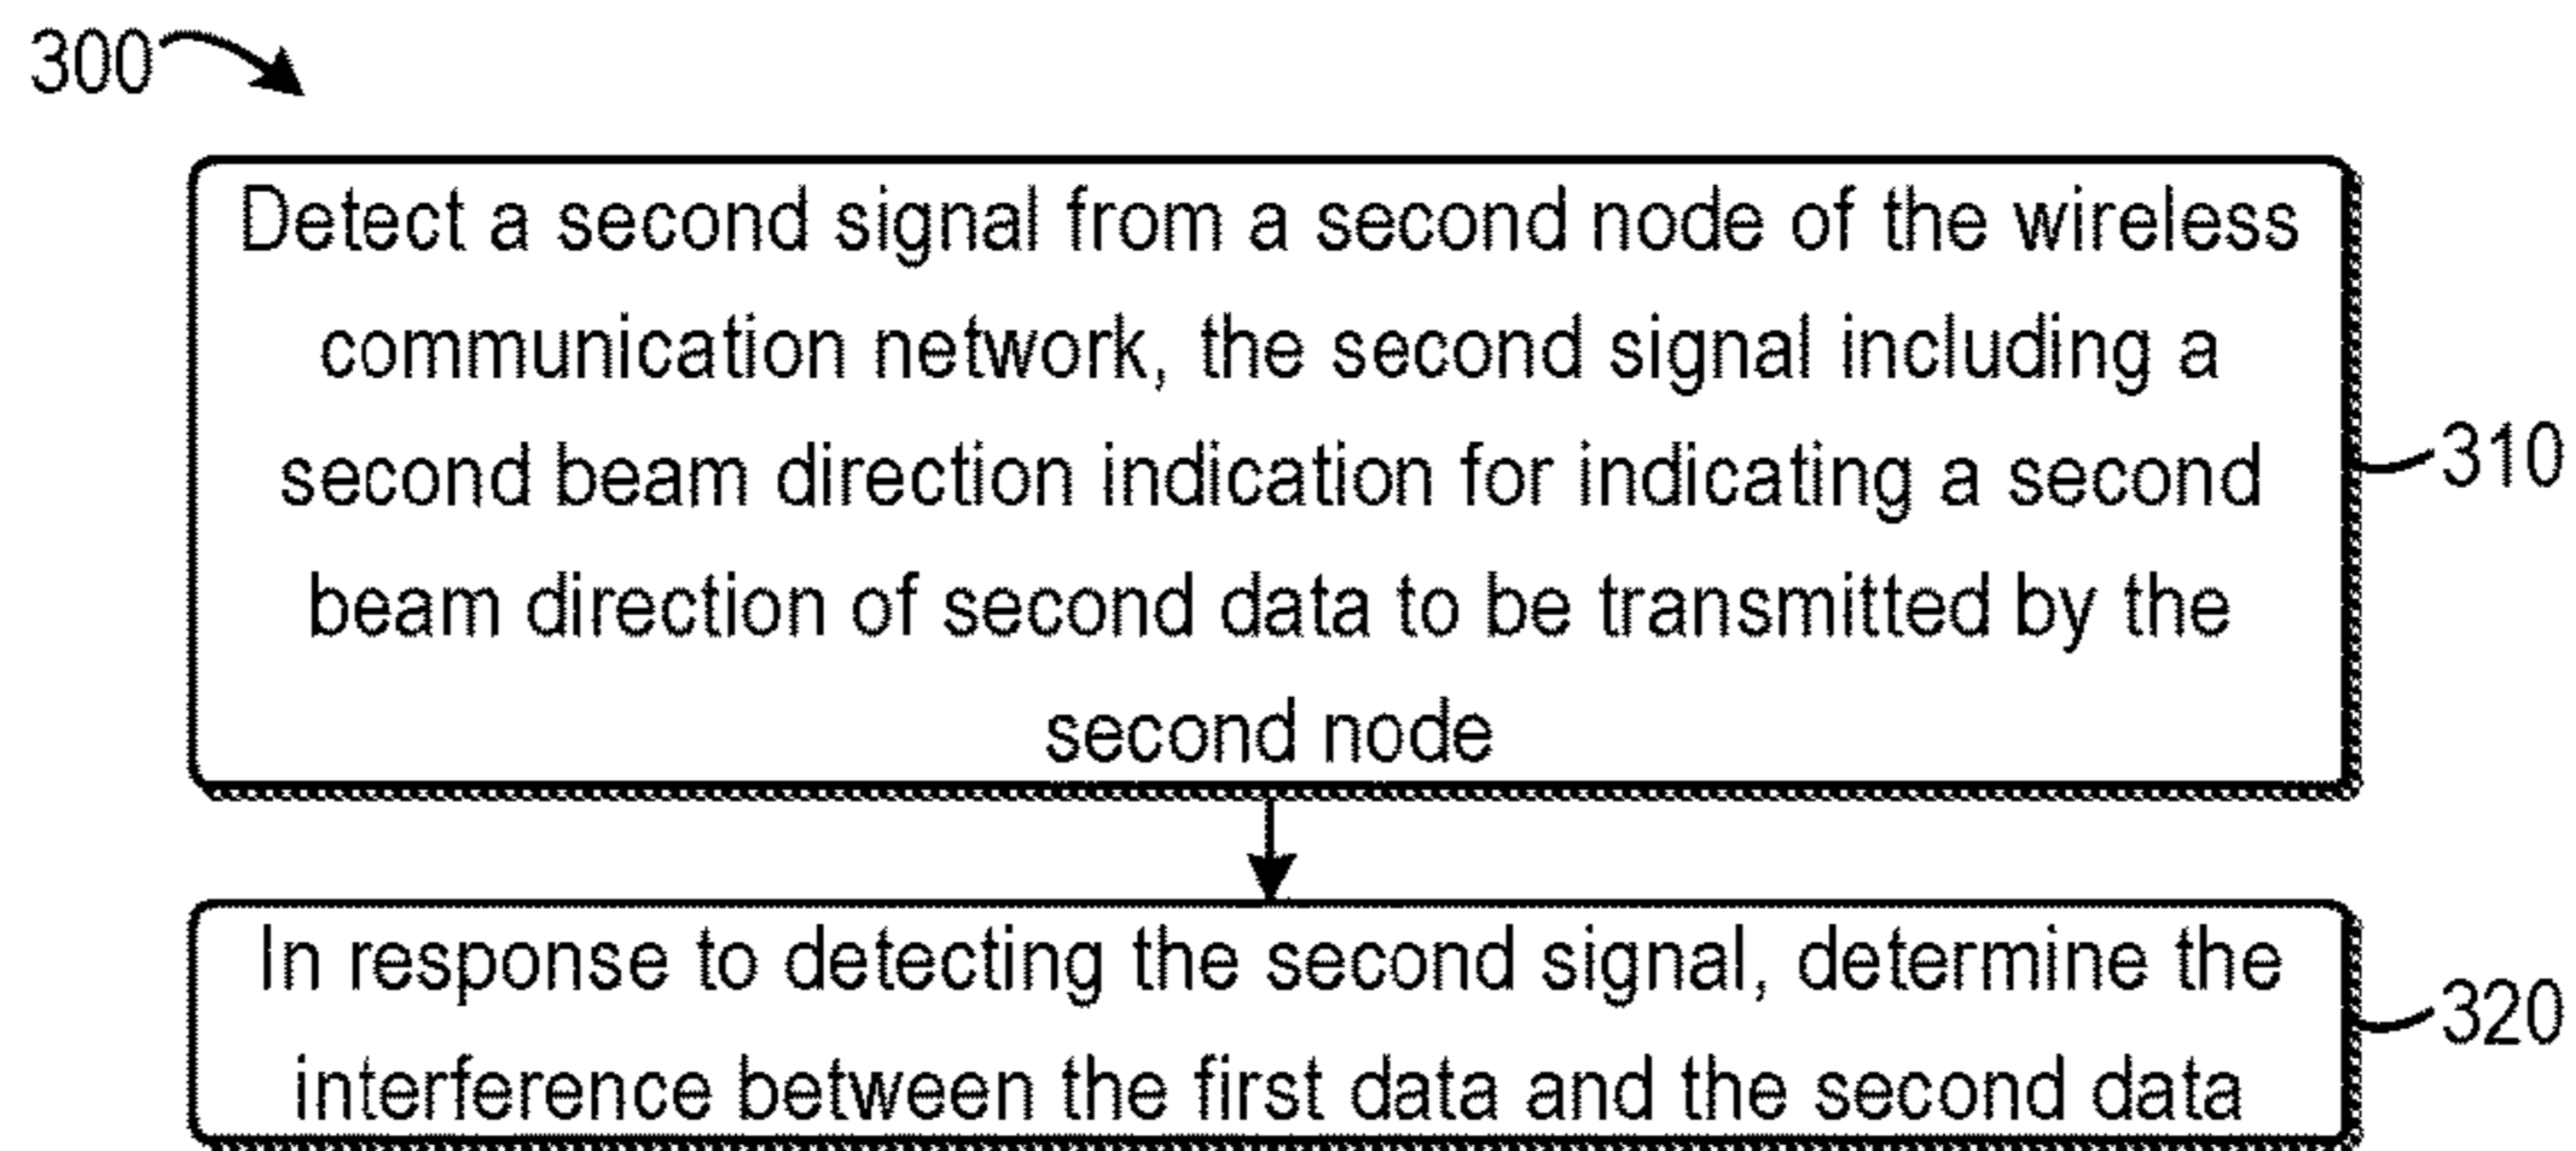 300
Detect a second signal from a second node of the wireless
communication network, the second signal including a
second beam direction indication for indicating a second
beam direction of second data to be transmitted by the
second node
310
In response to detecting the second signal, determine the
interference between the first data and the second data
320